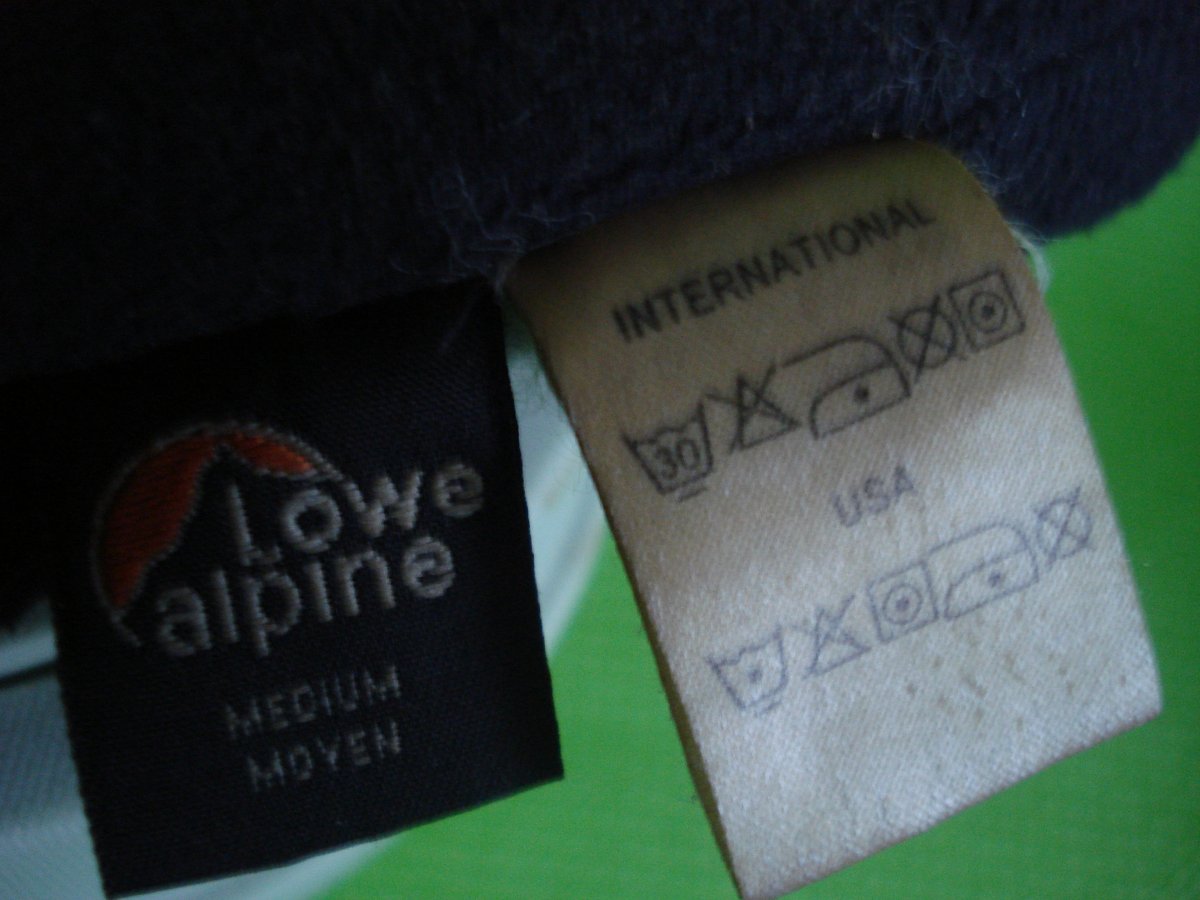 Lowe
alpine
MEDIUM
MOYEN
INTERNATIONAL
30
USA